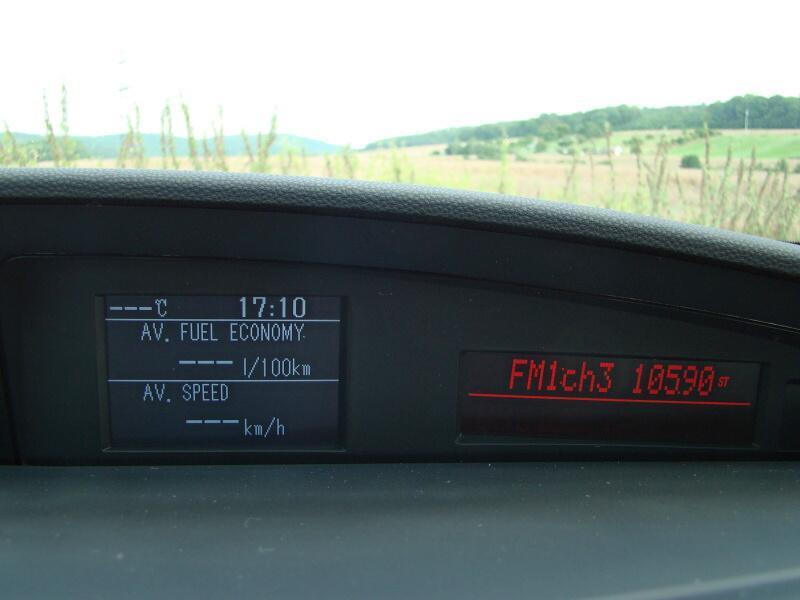 ---℃ 17:10
AV. FUEL ECONOMY
--- l/100km
AV. SPEED
--- km/h
FM1ch3 105.90 ST